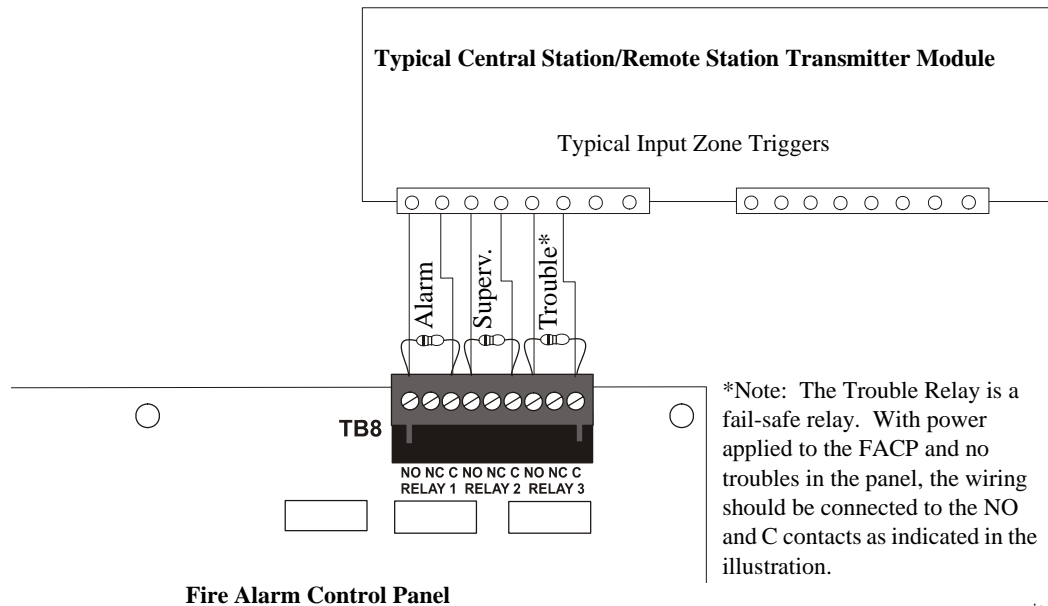 Typical Central Station/Remote Station Transmitter Module
Typical Input Zone Triggers
Alarm
Superv.
Trouble*
TB8
NO NC C NO NC C NO NC C
RELAY 1 RELAY 2 RELAY 3
*Note: The Trouble Relay is a
fail-safe relay. With power
applied to the FACP and no
troubles in the panel, the wiring
should be connected to the NO
and C contacts as indicated in the
illustration.
Fire Alarm Control Panel